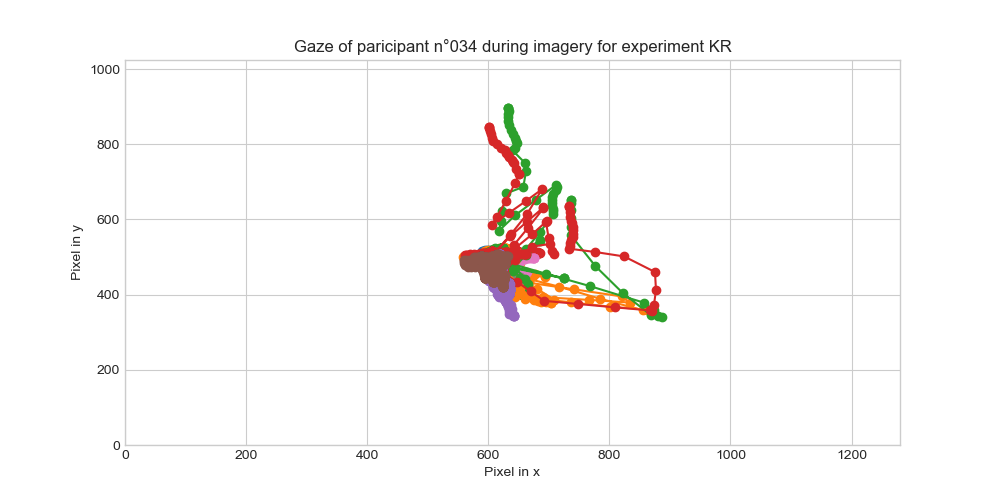 Gaze of paricipant n°034 during imagery for experiment KR
Pixel in y
1000
800
600
400
200
0
0 200 400 600 800 1000 1200
Pixel in x